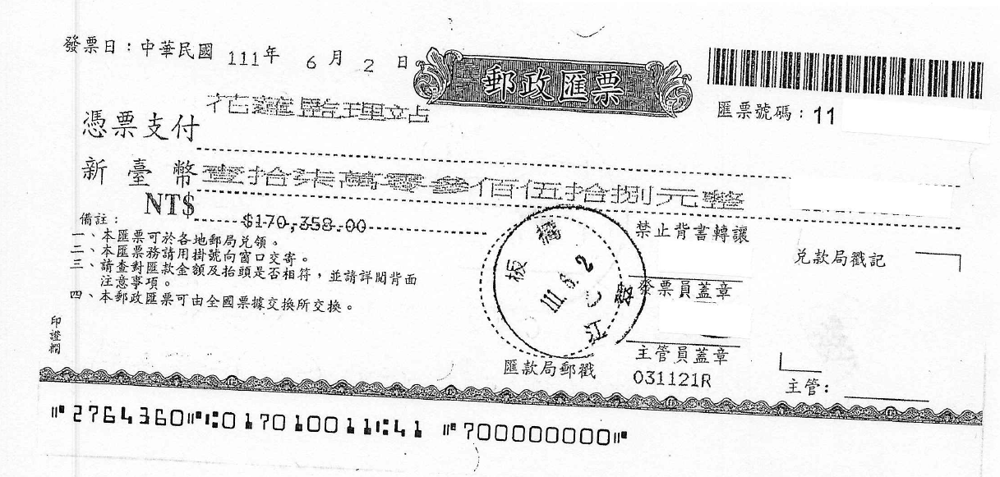 發票日：中華民國 111年 6月 2日
郵政匯票
匯票號碼：11
憑票支付 花蓮監理站
新臺幣 壹拾柒萬零叁佰伍拾捌元整
NT$ $170,358.00
備註：
一、本匯票可於各地郵局兌領。
二、本匯票務請用掛號向窗口交寄。
三、請查對匯款金額及抬頭是否相符，並請詳閱背面
注意事項。
四、本郵政匯票可由全國票據交換所交換。
印證欄
板橋
111.6.2
江
匯款局郵戳
禁止背書轉讓
發票員蓋章
主管員蓋章
031121R
兌款局戳記
主管：
⑈2764360⑈⑆017010011⑆41 ⑈700000000⑈